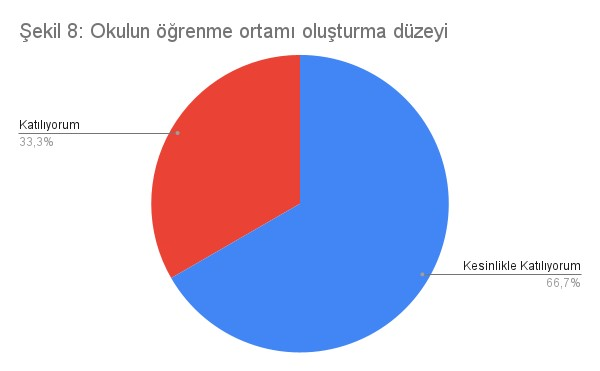 Şekil 8: Okulun öğrenme ortamı oluşturma düzeyi
Katılıyorum
33,3%
Kesinlikle Katılıyorum
66,7%